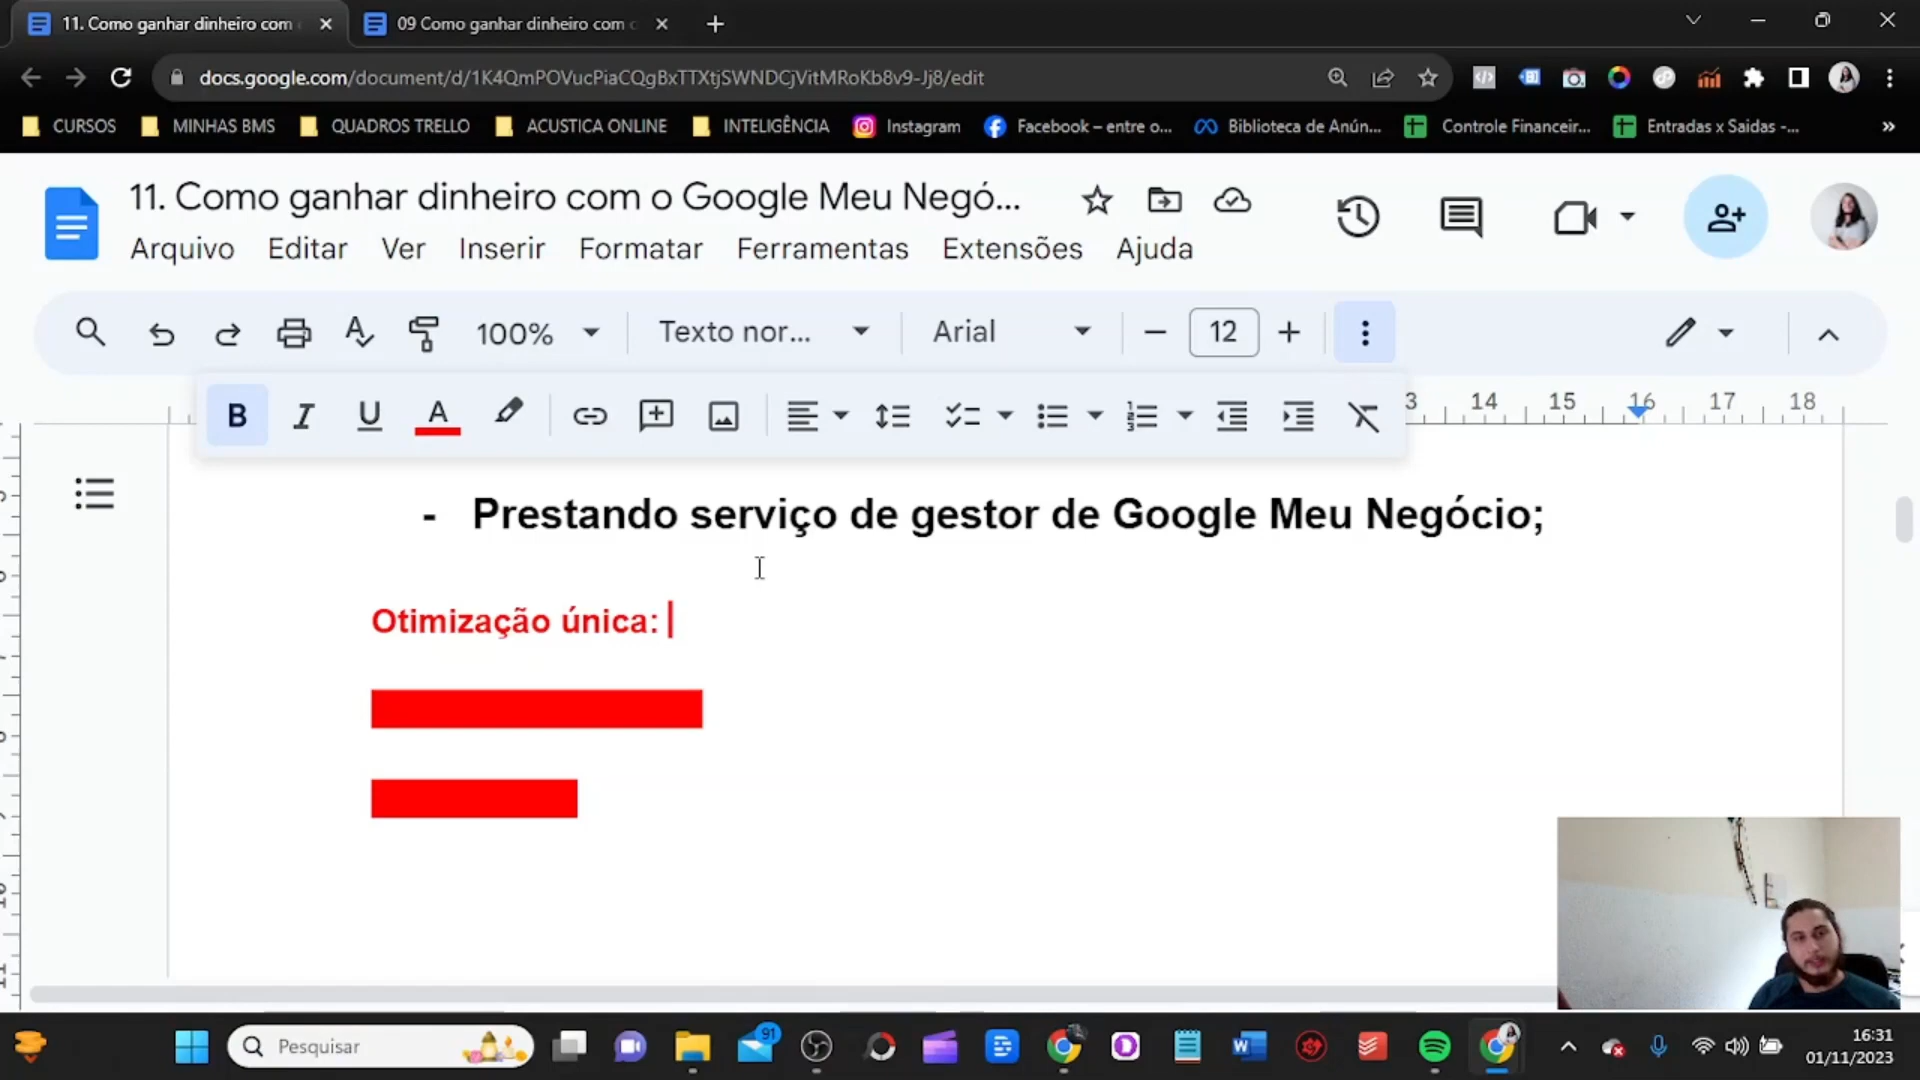 11. Como ganhar dinheiro com
09 Como ganhar dinheiro com
docs.google.com/document/d/1K4QmPOVucPiaCQgBxTTXtjSWNDCjVitMRoKb8v9-Jj8/edit
CURSOS
MINHAS BMS
QUADROS TRELLO
ACUSTICA ONLINE
INTELIGÊNCIA
Instagram
Facebook – entre o...
Biblioteca de Anún...
Controle Financeir...
Entradas x Saidas -...
11. Como ganhar dinheiro com o Google Meu Negó...
Arquivo Editar Ver Inserir Formatar Ferramentas Extensões Ajuda
100% Texto nor... Arial 12
B I U A
13 14 15 16 17 18
- Prestando serviço de gestor de Google Meu Negócio;
Otimização única:
Pesquisar
91
16:31
01/11/2023